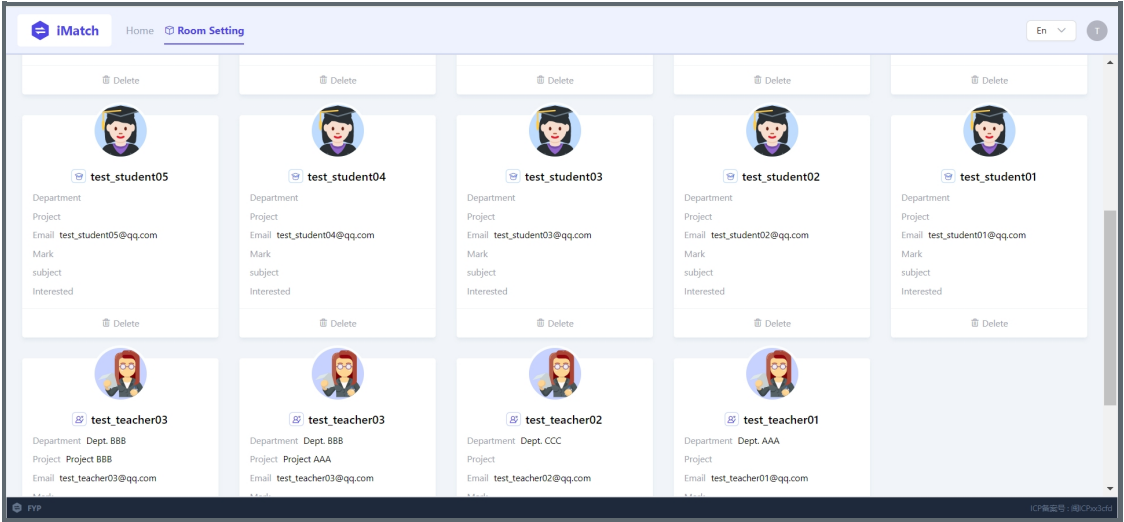 iMatch Home Room Setting En T
Delete Delete Delete Delete Delete
test_student05 test_student04 test_student03 test_student02 test_student01
Department Department Department Department Department
Project Project Project Project Project
Email test_student05@qq.com Email test_student04@qq.com Email test_student03@qq.com Email test_student02@qq.com Email test_student01@qq.com
Mark Mark Mark Mark Mark
subject subject subject subject subject
Interested Interested Interested Interested Interested
Delete Delete Delete Delete Delete
test_teacher03 test_teacher03 test_teacher02 test_teacher01
Department Dept. BBB Department Dept. BBB Department Dept. CCC Department Dept. AAA
Project Project BBB Project Project AAA Project Project
Email test_teacher03@qq.com Email test_teacher03@qq.com Email test_teacher02@qq.com Email test_teacher01@qq.com
Mark Mark Mark Mark
FYP